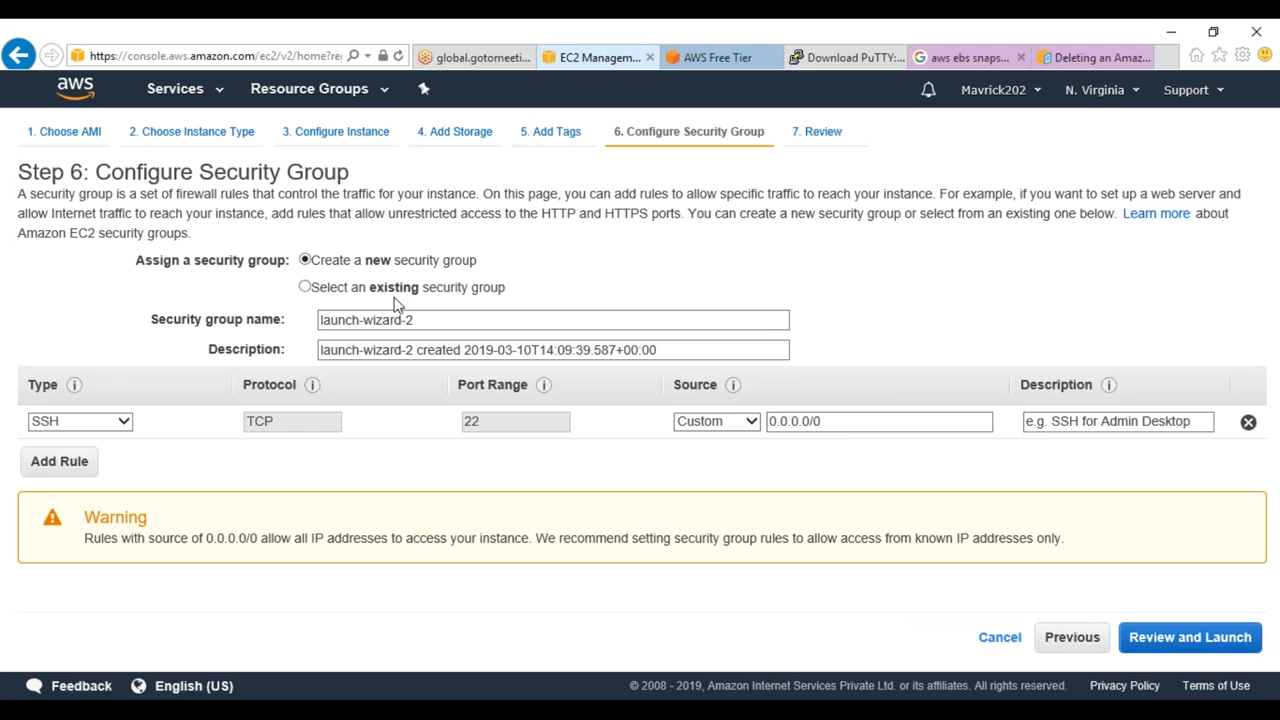 https://console.aws.amazon.com/ec2/v2/home?re
global.gotomeeti...
EC2 Managem...
AWS Free Tier
Download PuTTY:...
aws ebs snaps...
Deleting an Amaz...
aws
Services
Resource Groups
Mavrick202
N. Virginia
Support
1. Choose AMI
2. Choose Instance Type
3. Configure Instance
4. Add Storage
5. Add Tags
6. Configure Security Group
7. Review
Step 6: Configure Security Group
A security group is a set of firewall rules that control the traffic for your instance. On this page, you can add rules to allow specific traffic to reach your instance. For example, if you want to set up a web server and
allow Internet traffic to reach your instance, add rules that allow unrestricted access to the HTTP and HTTPS ports. You can create a new security group or select from an existing one below. Learn more about
Amazon EC2 security groups.
Assign a security group: Create a new security group
Select an existing security group
Security group name: launch-wizard-2
Description: launch-wizard-2 created 2019-03-10T14:09:39.587+00:00
Type Protocol Port Range Source Description
SSH TCP 22 Custom 0.0.0.0/0 e.g. SSH for Admin Desktop
Add Rule
Warning
Rules with source of 0.0.0.0/0 allow all IP addresses to access your instance. We recommend setting security group rules to allow access from known IP addresses only.
Cancel Previous Review and Launch
Feedback English (US) © 2008 - 2019, Amazon Internet Services Private Ltd. or its affiliates. All rights reserved. Privacy Policy Terms of Use